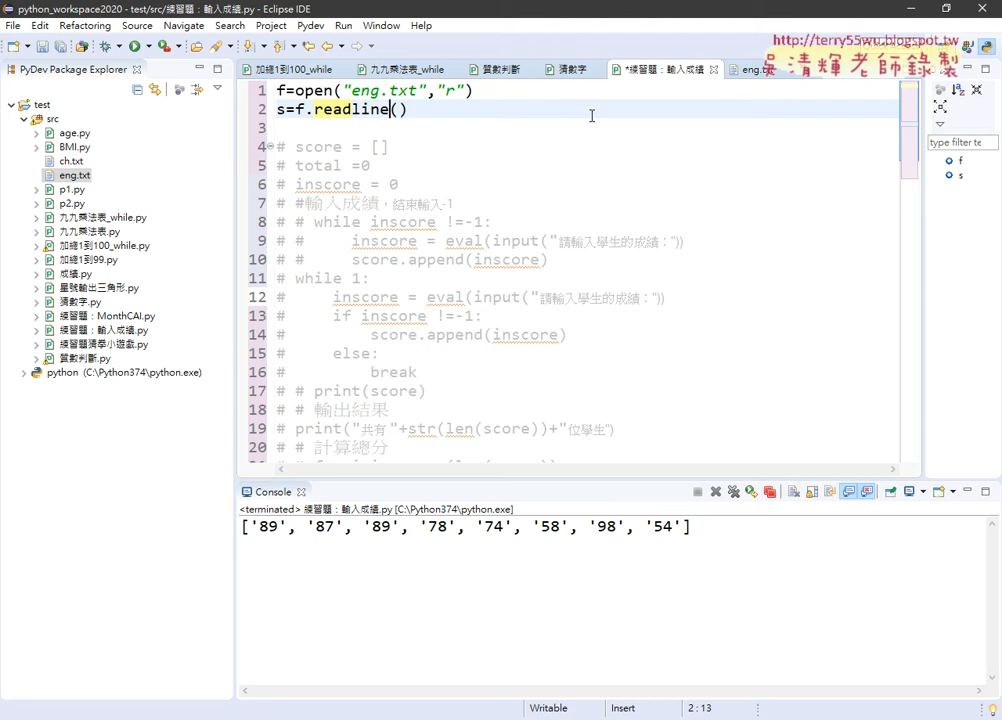 python_workspace2020 - test/src/練習題：輸入成績.py - Eclipse IDE
File Edit Refactoring Source Navigate Search Project Pydev Run Window Help
http://terry55wu.blogspot.tw
吳清輝老師錄製
PyDev Package Explorer
加總1到100_while
九九乘法表_while
質數判斷
猜數字
*練習題：輸入成績
eng.tx
test
src
age.py
BMI.py
ch.txt
eng.txt
p1.py
p2.py
九九乘法表_while.py
九九乘法表.py
加總1到100_while.py
加總1到99.py
成績.py
星號輸出三角形.py
猜數字.py
練習題：MonthCAI.py
練習題：輸入成績.py
練習題猜拳小遊戲.py
質數判斷.py
python (C:\Python374\python.exe)
1 f=open("eng.txt","r")
2 s=f.readline()
3
4 # score = []
5 # total =0
6 # inscore = 0
7 # #輸入成績，結束輸入-1
8 # # while inscore !=-1:
9 # #     inscore = eval(input("請輸入學生的成績："))
10 # #     score.append(inscore)
11 # while 1:
12 #     inscore = eval(input("請輸入學生的成績："))
13 #     if inscore !=-1:
14 #         score.append(inscore)
15 #     else:
16 #         break
17 # # print(score)
18 # # 輸出結果
19 # print("共有 "+str(len(score))+"位學生")
20 # # 計算總分
type filter te
f
s
Console
<terminated> 練習題：輸入成績.py [C:\Python374\python.exe]
['89', '87', '89', '78', '74', '58', '98', '54']
Writable
Insert
2 : 13